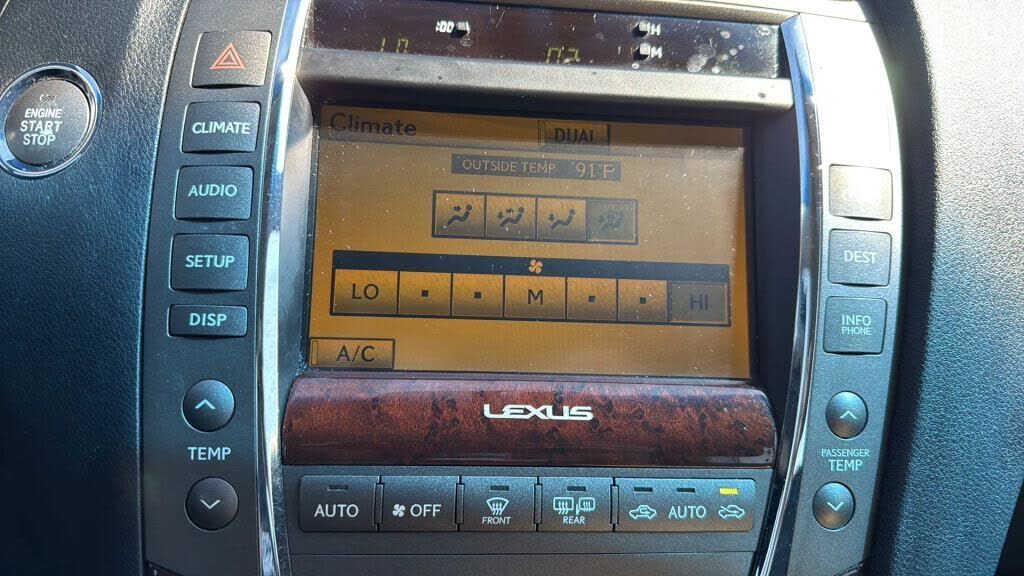 :00
H
M
ENGINE
START
STOP
CLIMATE
AUDIO
SETUP
DISP
TEMP
Climate
DUAL
OUTSIDE TEMP 91°F
LO
M
HI
A/C
LEXUS
AUTO
OFF
FRONT
REAR
AUTO
DEST
INFO
PHONE
PASSENGER
TEMP